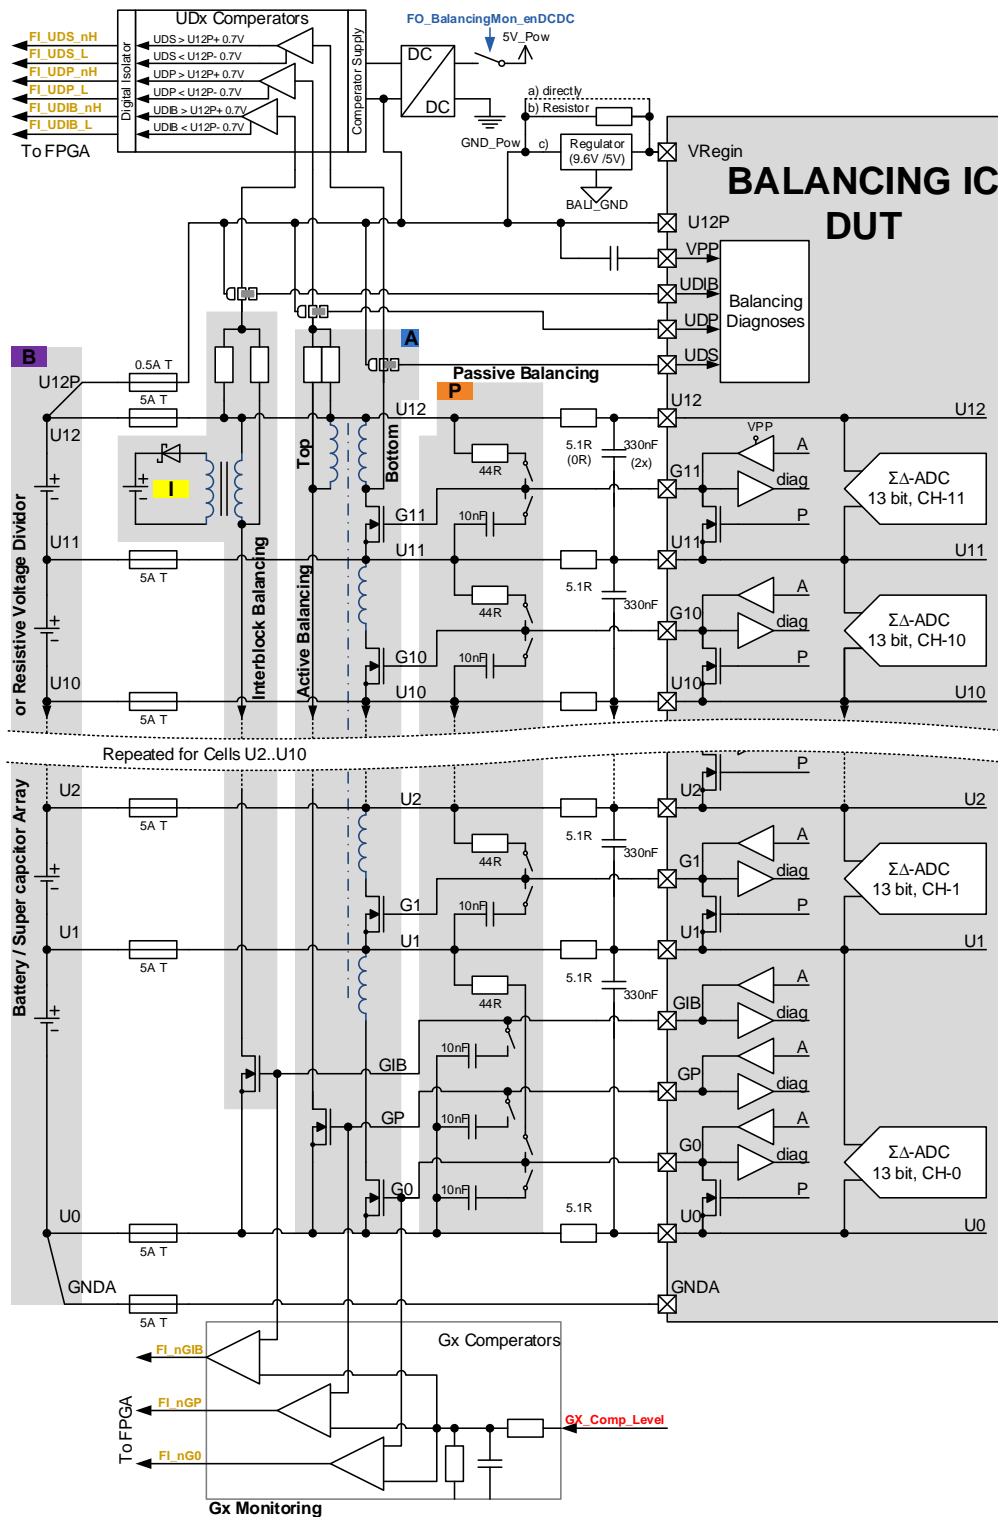 UDx Comperators
FO_BalancingMon_enDCDC
5V_Pow
FI_UDS_nH
FI_UDS_L
FI_UDP_nH
FI_UDP_L
FI_UDIB_nH
FI_UDIB_L
To FPGA
Digital Isolator
UDS > U12P+ 0.7V
UDS < U12P- 0.7V
UDP > U12P+ 0.7V
UDP < U12P- 0.7V
UDIB > U12P+ 0.7V
UDIB < U12P- 0.7V
Comperator Supply
DC
DC
GND_Pow
a) directly
b) Resistor
c)
Regulator
(9.6V /5V)
BALI_GND
VRegin
BALANCING IC
DUT
U12P
VPP
UDIB
UDP
UDS
Balancing
Diagnoses
B
A
U12P
0.5A T
5A T
Passive Balancing
P
U12
U12
5.1R
(0R)
330nF
(2x)
U12
U12
U12
Top
Bottom
44R
VPP
A
G11
diag
ΣΔ-ADC
13 bit, CH-11
I
G11
10nF
P
U11
5A T
U11
5.1R
U11
U11
or Resistive Voltage Dividor
Interblock Balancing
Active Balancing
44R
330nF
A
G10
diag
ΣΔ-ADC
13 bit, CH-10
G10
10nF
P
U10
5A T
U10
U10
U10
Repeated for Cells U2..U10
P
U2
5A T
U2
5.1R
U2
U2
Battery / Super capcitor Array
44R
330nF
A
G1
diag
ΣΔ-ADC
13 bit, CH-1
G1
10nF
P
U1
5A T
U1
5.1R
U1
U1
44R
330nF
A
GIB
diag
10nF
GIB
A
GP
diag
GP
10nF
A
G0
diag
ΣΔ-ADC
13 bit, CH-0
G0
10nF
P
U0
5A T
5.1R
U0
U0
GNDA
5A T
GNDA
Gx Comperators
FI_nGIB
FI_nGP
FI_nG0
To FPGA
GX_Comp_Level
Gx Monitoring